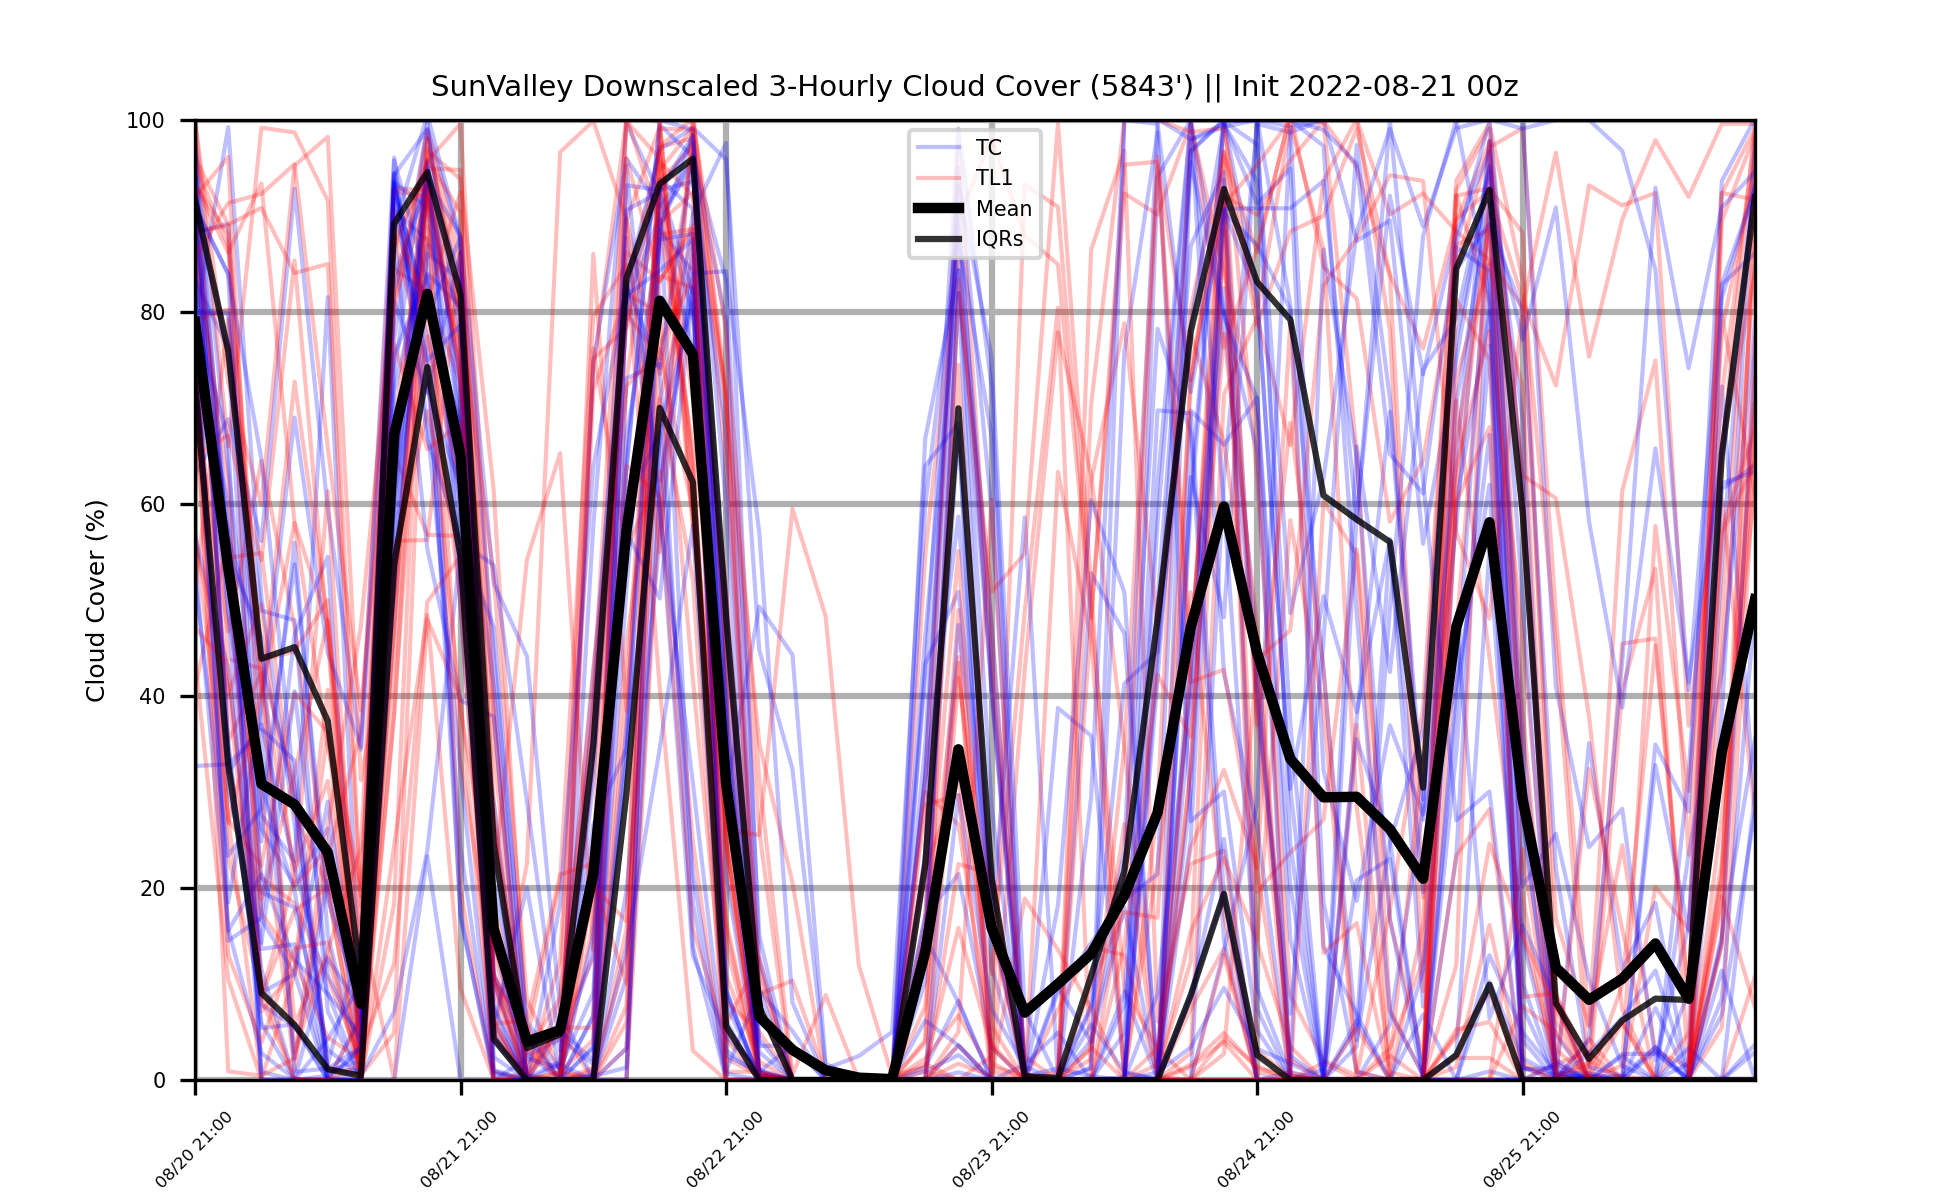 SunValley Downscaled 3-Hourly Cloud Cover (5843') || Init 2022-08-21 00z
TC
TL1
Mean
IQRs
Cloud Cover (%)
100
80
60
40
20
0
08/20 21:00
08/21 21:00
08/22 21:00
08/23 21:00
08/24 21:00
08/25 21:00